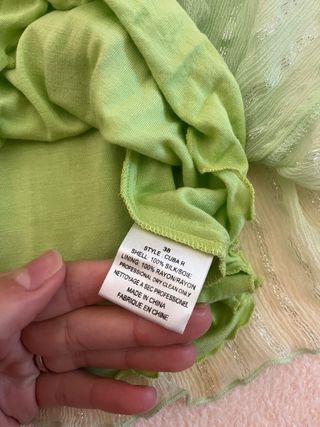 38
STYLE : CUBA R
SHELL: 100% SILK/SOIE
LINING: 100% RAYON/RAYON
PROFESSIONAL DRY CLEAN ONLY
NETTOYAGE A SEC PROFESSIONEL
MADE IN CHINA
FABRIQUE EN CHINE